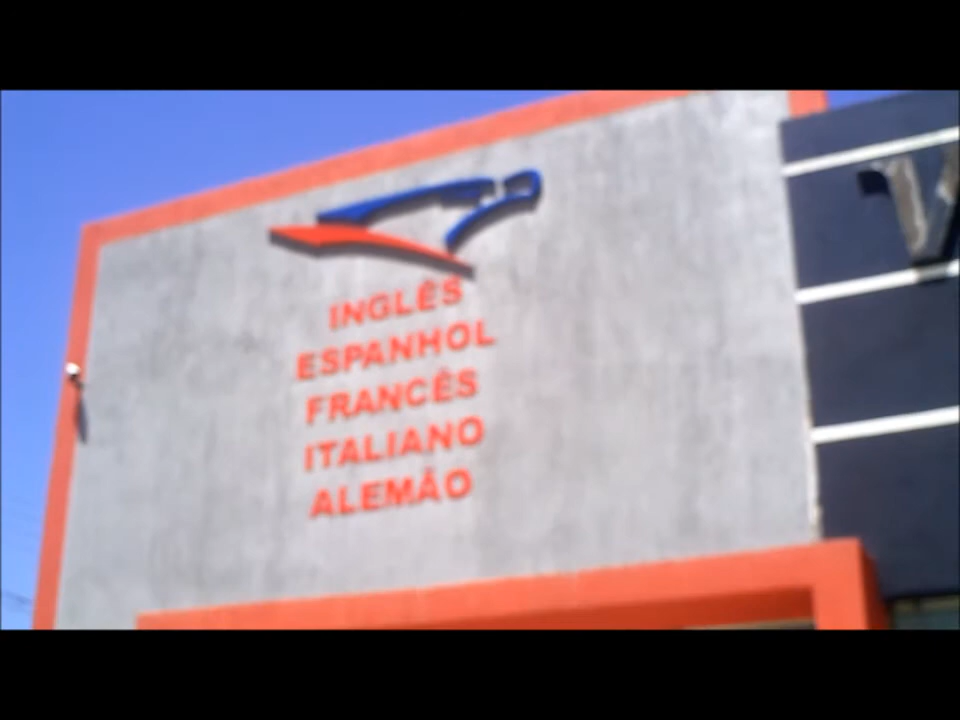 INGLÊS
ESPANHOL
FRANCÊS
ITALIANO
ALEMÃO
V